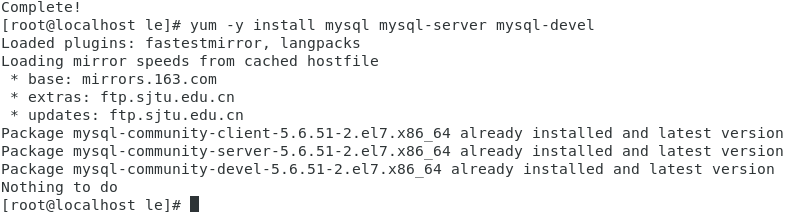 Complete!
[root@localhost le]# yum -y install mysql mysql-server mysql-devel
Loaded plugins: fastestmirror, langpacks
Loading mirror speeds from cached hostfile
 * base: mirrors.163.com
 * extras: ftp.sjtu.edu.cn
 * updates: ftp.sjtu.edu.cn
Package mysql-community-client-5.6.51-2.el7.x86_64 already installed and latest version
Package mysql-community-server-5.6.51-2.el7.x86_64 already installed and latest version
Package mysql-community-devel-5.6.51-2.el7.x86_64 already installed and latest version
Nothing to do
[root@localhost le]#